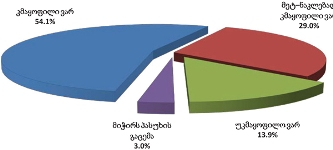 კმაყოფილი ვარ
54.1%
მეტ-ნაკლებად
კმაყოფილი ვარ
29.0%
უკმაყოფილო ვარ
13.9%
მიჭირს პასუხის
გაცემა
3.0%